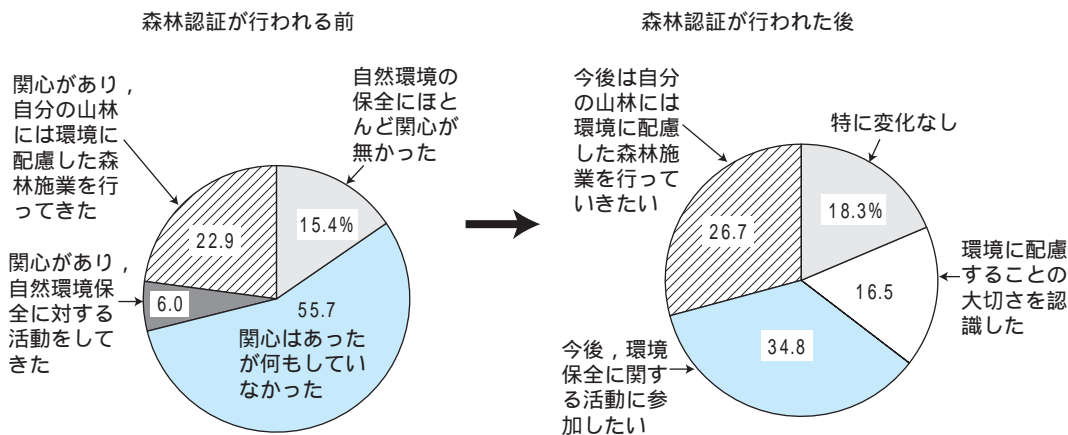 森林認証が行われる前
関心があり，
自分の山林
には環境に
配慮した森
林施業を行
ってきた
自然環境の
保全にほと
んど関心が
無かった
関心があり，
自然環境保
全に対する
活動をして
きた
15.4%
22.9
6.0
55.7
関心はあった
が何もしてい
なかった
森林認証が行われた後
今後は自分
の山林には
環境に配慮
した森林施
業を行って
いきたい
特に変化なし
環境に配慮
することの
大切さを認
識した
今後，環境
保全に関す
る活動に参
加したい
18.3%
26.7
16.5
34.8